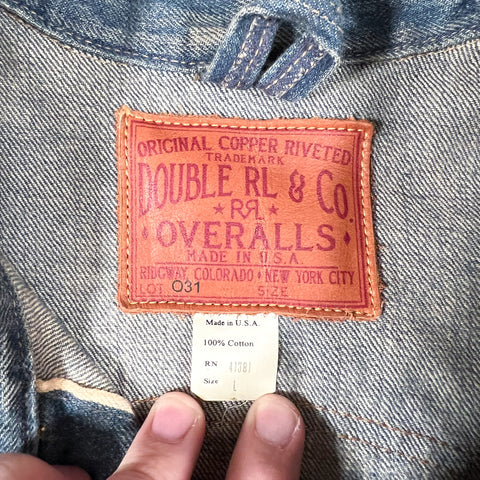 ORIGINAL COPPER RIVETED
TRADEMARK
DOUBLE RL & CO.
★ RRL ★
OVERALLS
MADE IN U.S.A.
RIDGWAY, COLORADO • NEW YORK CITY
LOT 031 SIZE
Made in U.S.A.
100% Cotton
RN 41381
Size L